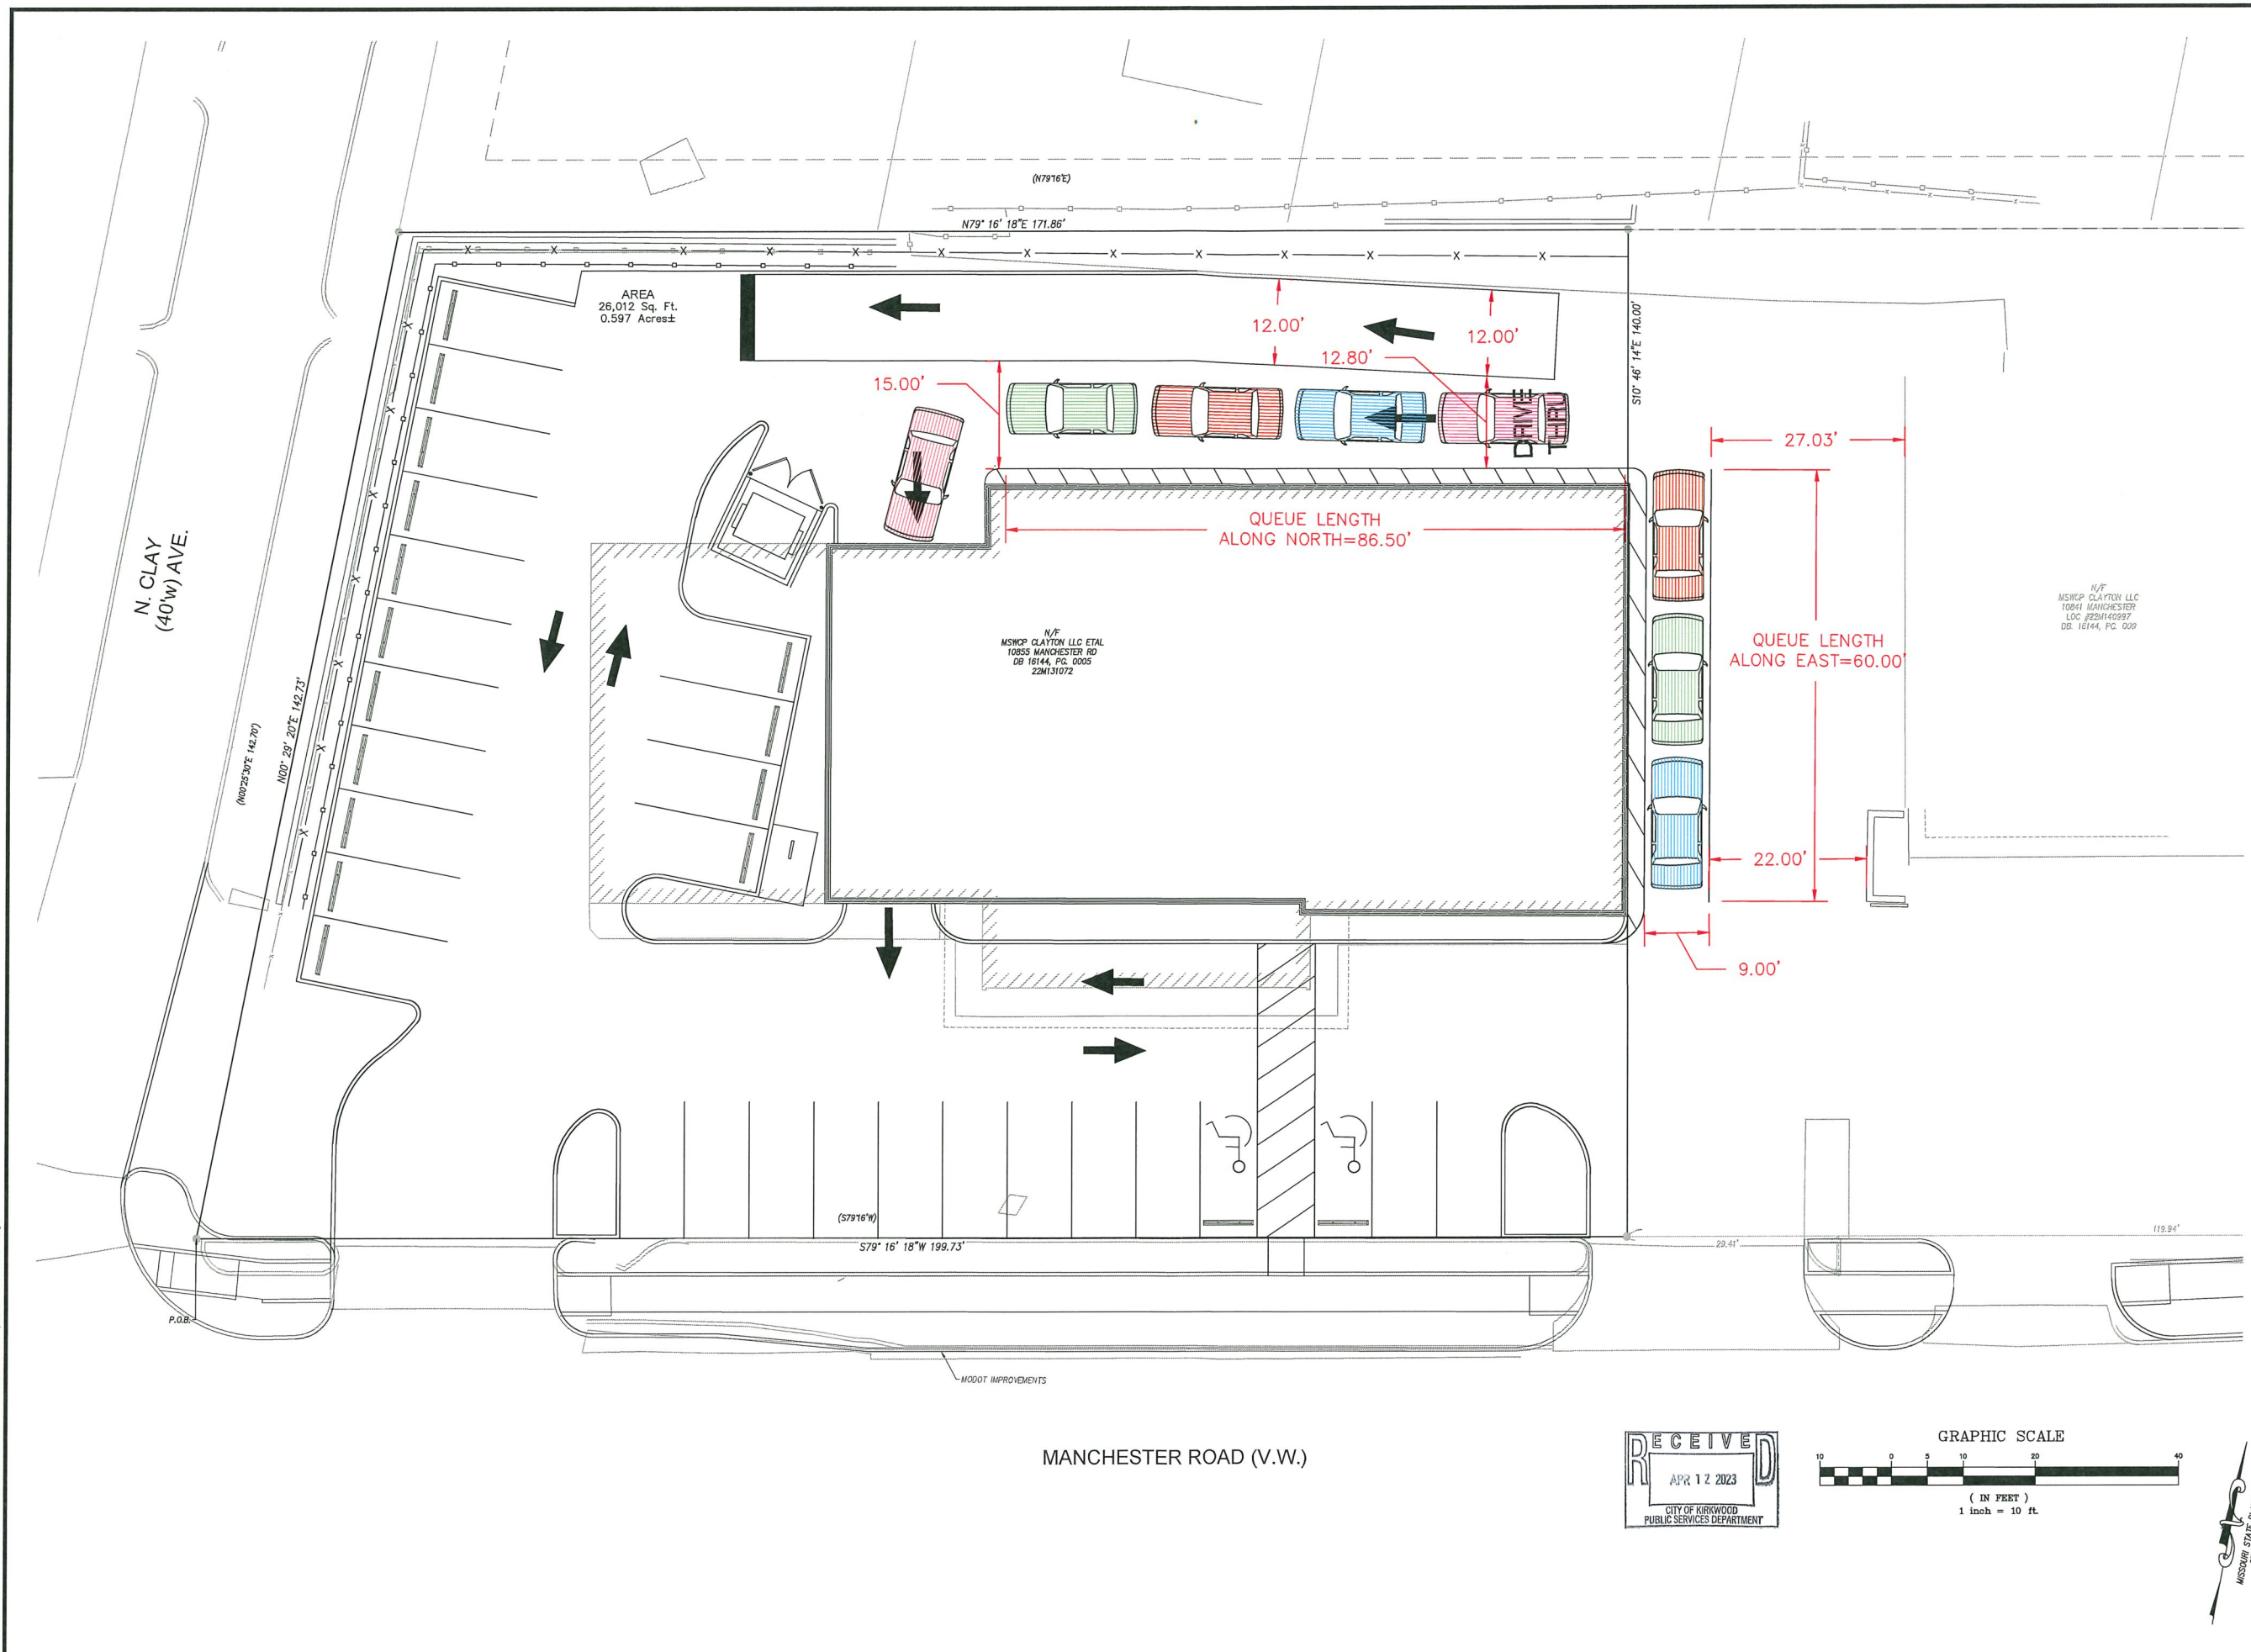 (N79°16'E)
N79° 16' 18"E 171.86'
AREA
26,012 Sq. Ft.
0.597 Acres±
12.00'
12.00'
12.80'
15.00'
DRIVE
THRU
S10° 46' 14"E 140.00'
27.03'
QUEUE LENGTH
ALONG NORTH=86.50'
N. CLAY
(40'W) AVE.
N/F
MSWCP CLAYTON LLC ETAL
10855 MANCHESTER RD
DB 16144, PG. 0005
22M131072
N/F
MSWCP CLAYTON LLC
10841 MANCHESTER
LOC #22M140997
DB. 16144, PG. 009
QUEUE LENGTH
ALONG EAST=60.00'
N00° 29' 20"E 142.73'
(N00°25'30"E 142.70')
22.00'
9.00'
(S79°16'W)
S79° 16' 18"W 199.73'
29.41'
119.94'
P.O.B.
MODOT IMPROVEMENTS
MANCHESTER ROAD (V.W.)
RECEIVED
APR 12 2023
CITY OF KIRKWOOD
PUBLIC SERVICES DEPARTMENT
GRAPHIC SCALE
10 0 5 10 20 40
( IN FEET )
1 inch = 10 ft.
MISSOURI STATE